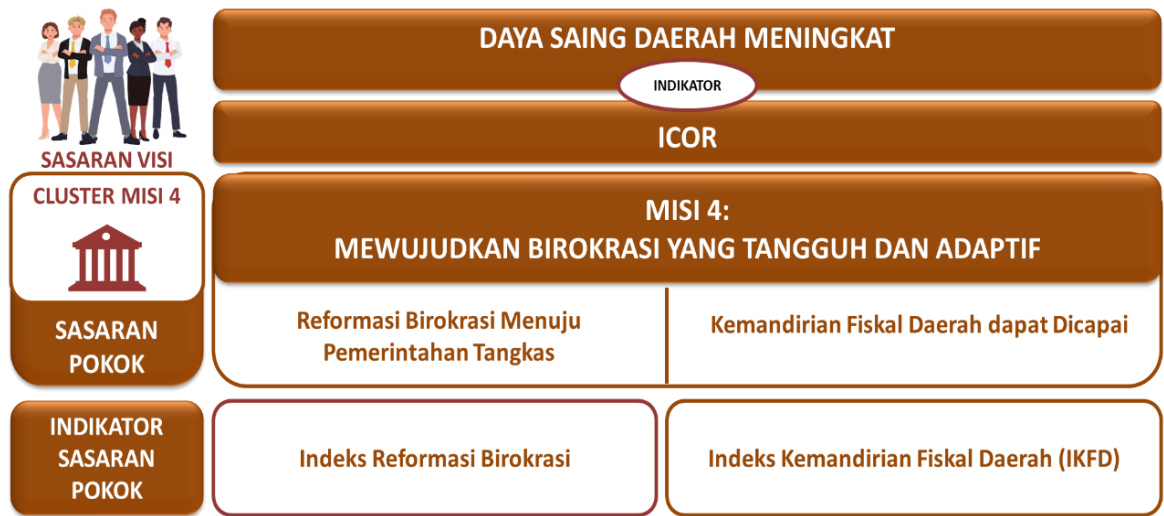 DAYA SAING DAERAH MENINGKAT
INDIKATOR
ICOR
SASARAN VISI
CLUSTER MISI 4
MISI 4:
MEWUJUDKAN BIROKRASI YANG TANGGUH DAN ADAPTIF
SASARAN
POKOK
Reformasi Birokrasi Menuju
Pemerintahan Tangkas
Kemandirian Fiskal Daerah dapat Dicapai
INDIKATOR
SASARAN
POKOK
Indeks Reformasi Birokrasi
Indeks Kemandirian Fiskal Daerah (IKFD)